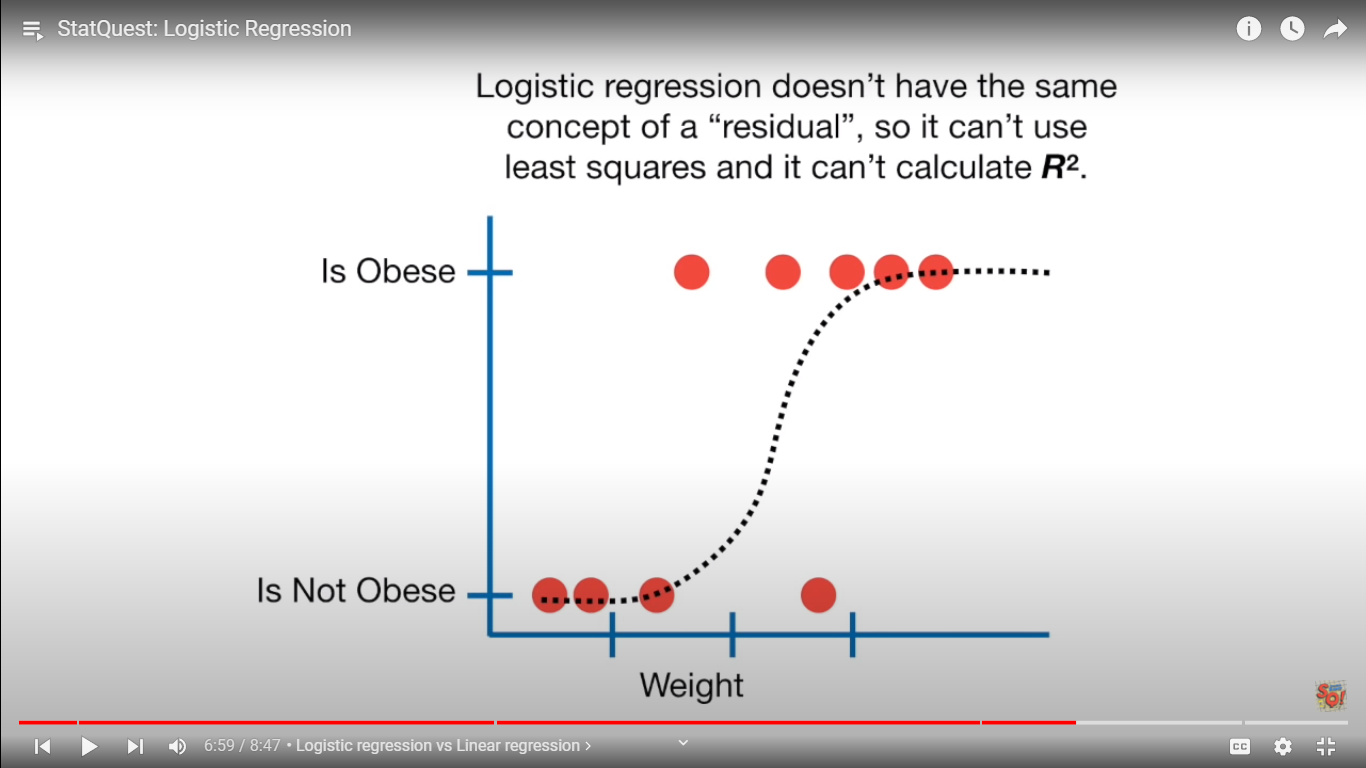 StatQuest: Logistic Regression
Logistic regression doesn’t have the same
concept of a “residual”, so it can’t use
least squares and it can’t calculate R².
Is Obese
Is Not Obese
Weight
SQ!
6:59 / 8:47 • Logistic regression vs Linear regression ›
CC